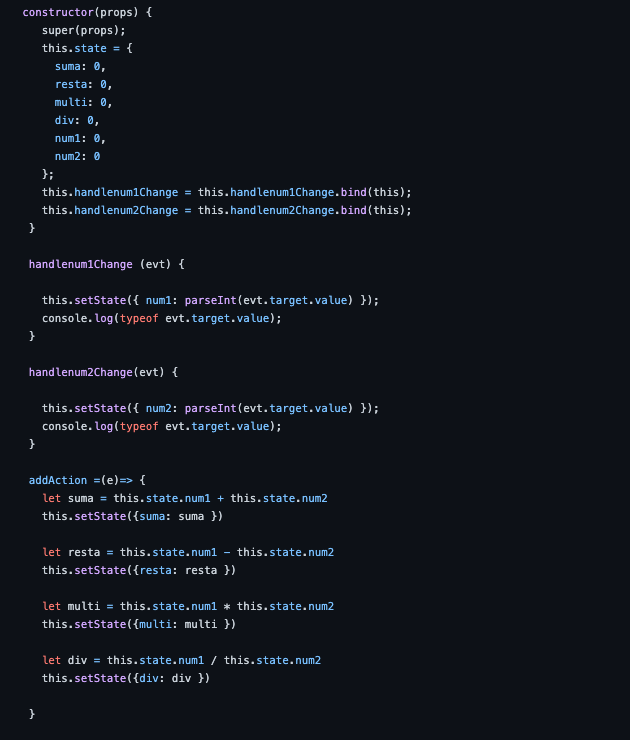 constructor(props) {
super(props);
this.state = {
suma: 0,
resta: 0,
multi: 0,
div: 0,
num1: 0,
num2: 0
};
this.handlenum1Change = this.handlenum1Change.bind(this);
this.handlenum2Change = this.handlenum2Change.bind(this);
}
handlenum1Change (evt) {
this.setState({ num1: parseInt(evt.target.value) });
console.log(typeof evt.target.value);
}
handlenum2Change(evt) {
this.setState({ num2: parseInt(evt.target.value) });
console.log(typeof evt.target.value);
}
addAction =(e)=> {
let suma = this.state.num1 + this.state.num2
this.setState({suma: suma })
let resta = this.state.num1 - this.state.num2
this.setState({resta: resta })
let multi = this.state.num1 * this.state.num2
this.setState({multi: multi })
let div = this.state.num1 / this.state.num2
this.setState({div: div })
}